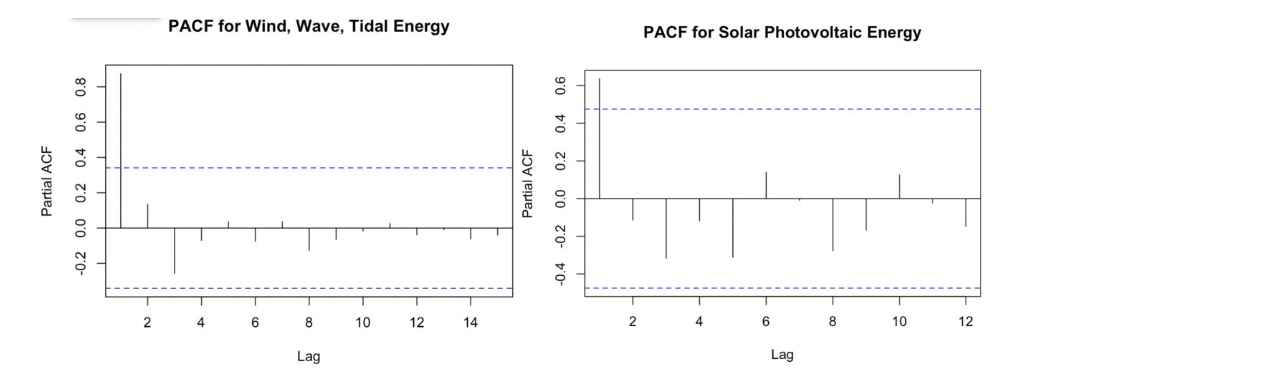 PACF for Wind, Wave, Tidal Energy
Partial ACF
0.8
0.6
0.4
0.2
0.0
-0.2
2 4 6 8 10 12 14
Lag
PACF for Solar Photovoltaic Energy
Partial ACF
0.6
0.4
0.2
0.0
-0.2
-0.4
2 4 6 8 10 12
Lag